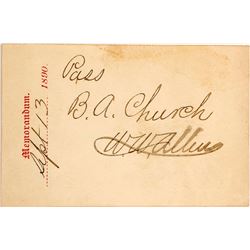 Memorandum.
Sept 13 1890.
Pass
B. A. Church
W. W. Allen